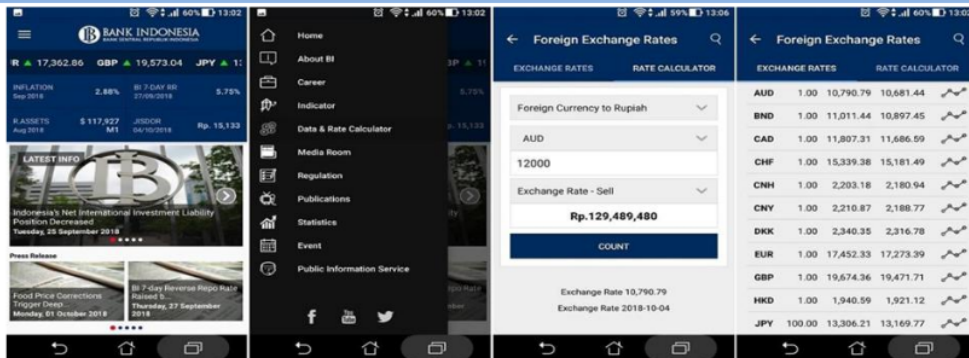 60% 13:02
BANK INDONESIA
BANK SENTRAL REPUBLIK INDONESIA
R ▲ 17,362.86 GBP ▲ 19,573.04 JPY ▲ 1
INFLATION 2.88% BI 7-DAY RR 5.75%
Sep 2018 27/09/2018
R.ASSETS $ 117,927 JISDOR Rp. 15,133
Aug 2018 M1 04/10/2018
LATEST INFO
Indonesia's Net International Investment Liability
Position Decreased
Tuesday, 25 September 2018
Press Release
Food Price Corrections
Trigger Deep...
Monday, 01 October 2018
BI 7-day Reverse Repo Rate
Raised b...
Thursday, 27 September
2018
60% 13:02
Home
About BI
Career
Indicator
Data & Rate Calculator
Media Room
Regulation
Publications
Statistics
Event
Public Information Service
59% 13:06
Foreign Exchange Rates
EXCHANGE RATES RATE CALCULATOR
Foreign Currency to Rupiah
AUD
12000
Exchange Rate - Sell
Rp.129,489,480
COUNT
Exchange Rate 10,790.79
Exchange Rate 2018-10-04
60% 13:03
Foreign Exchange Rates
EXCHANGE RATES RATE CALCULATOR
AUD 1.00 10,790.79 10,681.44
BND 1.00 11,011.44 10,897.45
CAD 1.00 11,807.31 11,686.59
CHF 1.00 15,339.38 15,181.49
CNH 1.00 2,203.18 2,180.94
CNY 1.00 2,210.87 2,188.77
DKK 1.00 2,340.35 2,316.78
EUR 1.00 17,452.33 17,273.39
GBP 1.00 19,674.36 19,471.71
HKD 1.00 1,940.59 1,921.12
JPY 100.00 13,306.21 13,169.77